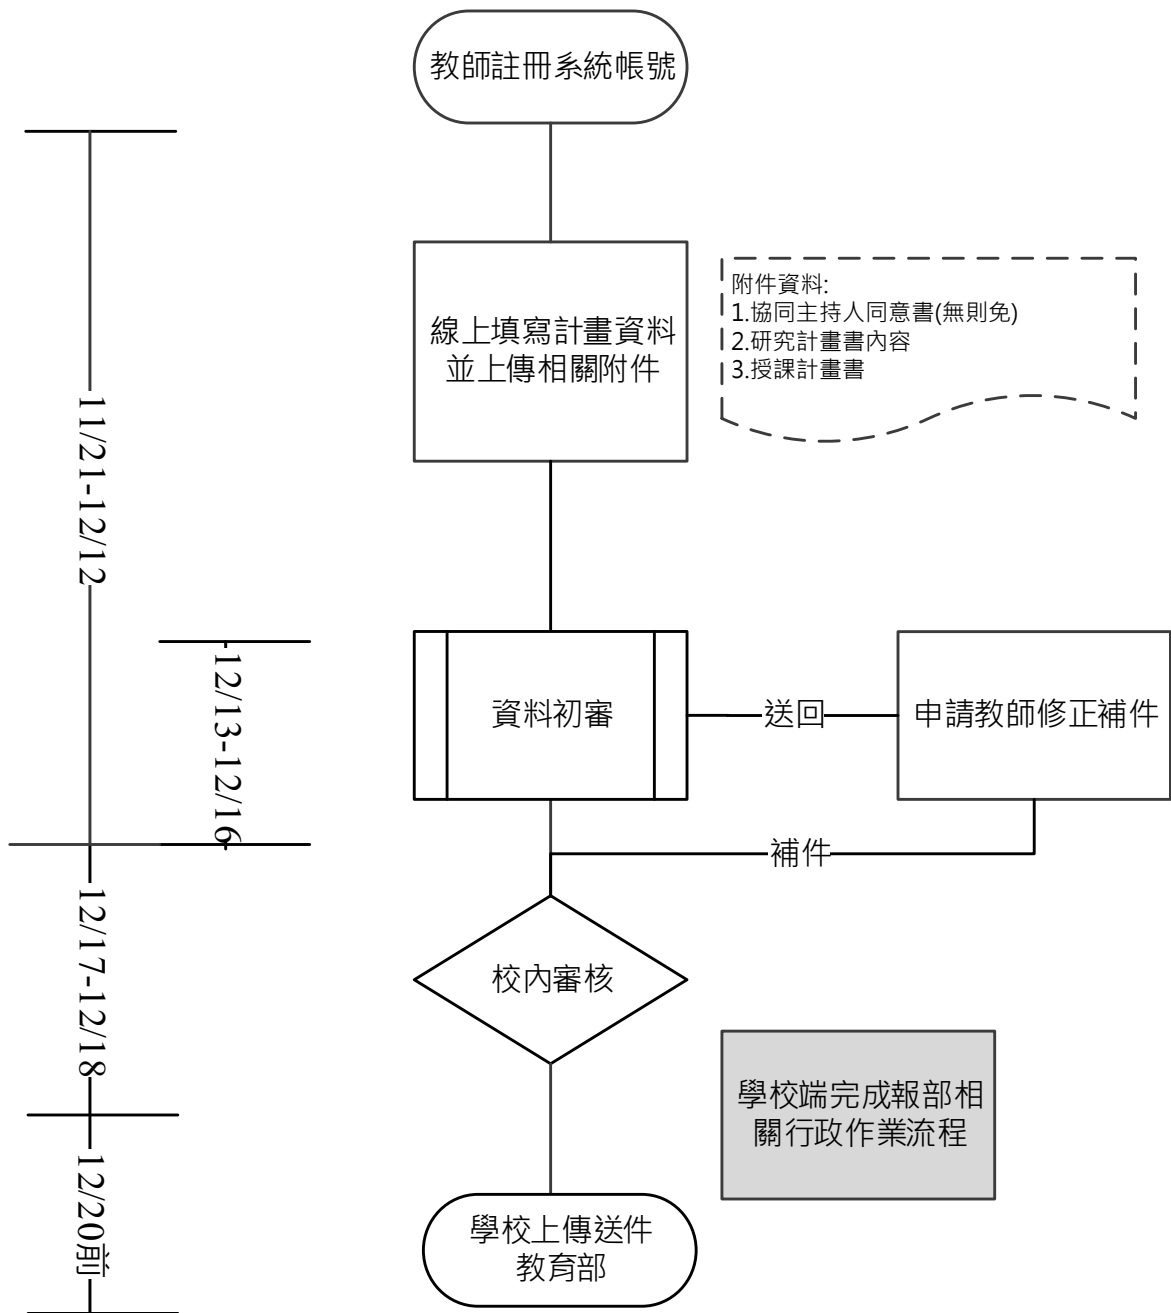 教師註冊系統帳號
線上填寫計畫資料
並上傳相關附件
附件資料:
1.協同主持人同意書(無則免)
2.研究計畫書內容
3.授課計畫書
11/21-12/12
12/13-12/16
資料初審
送回
申請教師修正補件
補件
12/17-12/18
校內審核
學校端完成報部相
關行政作業流程
12/20前
學校上傳送件
教育部